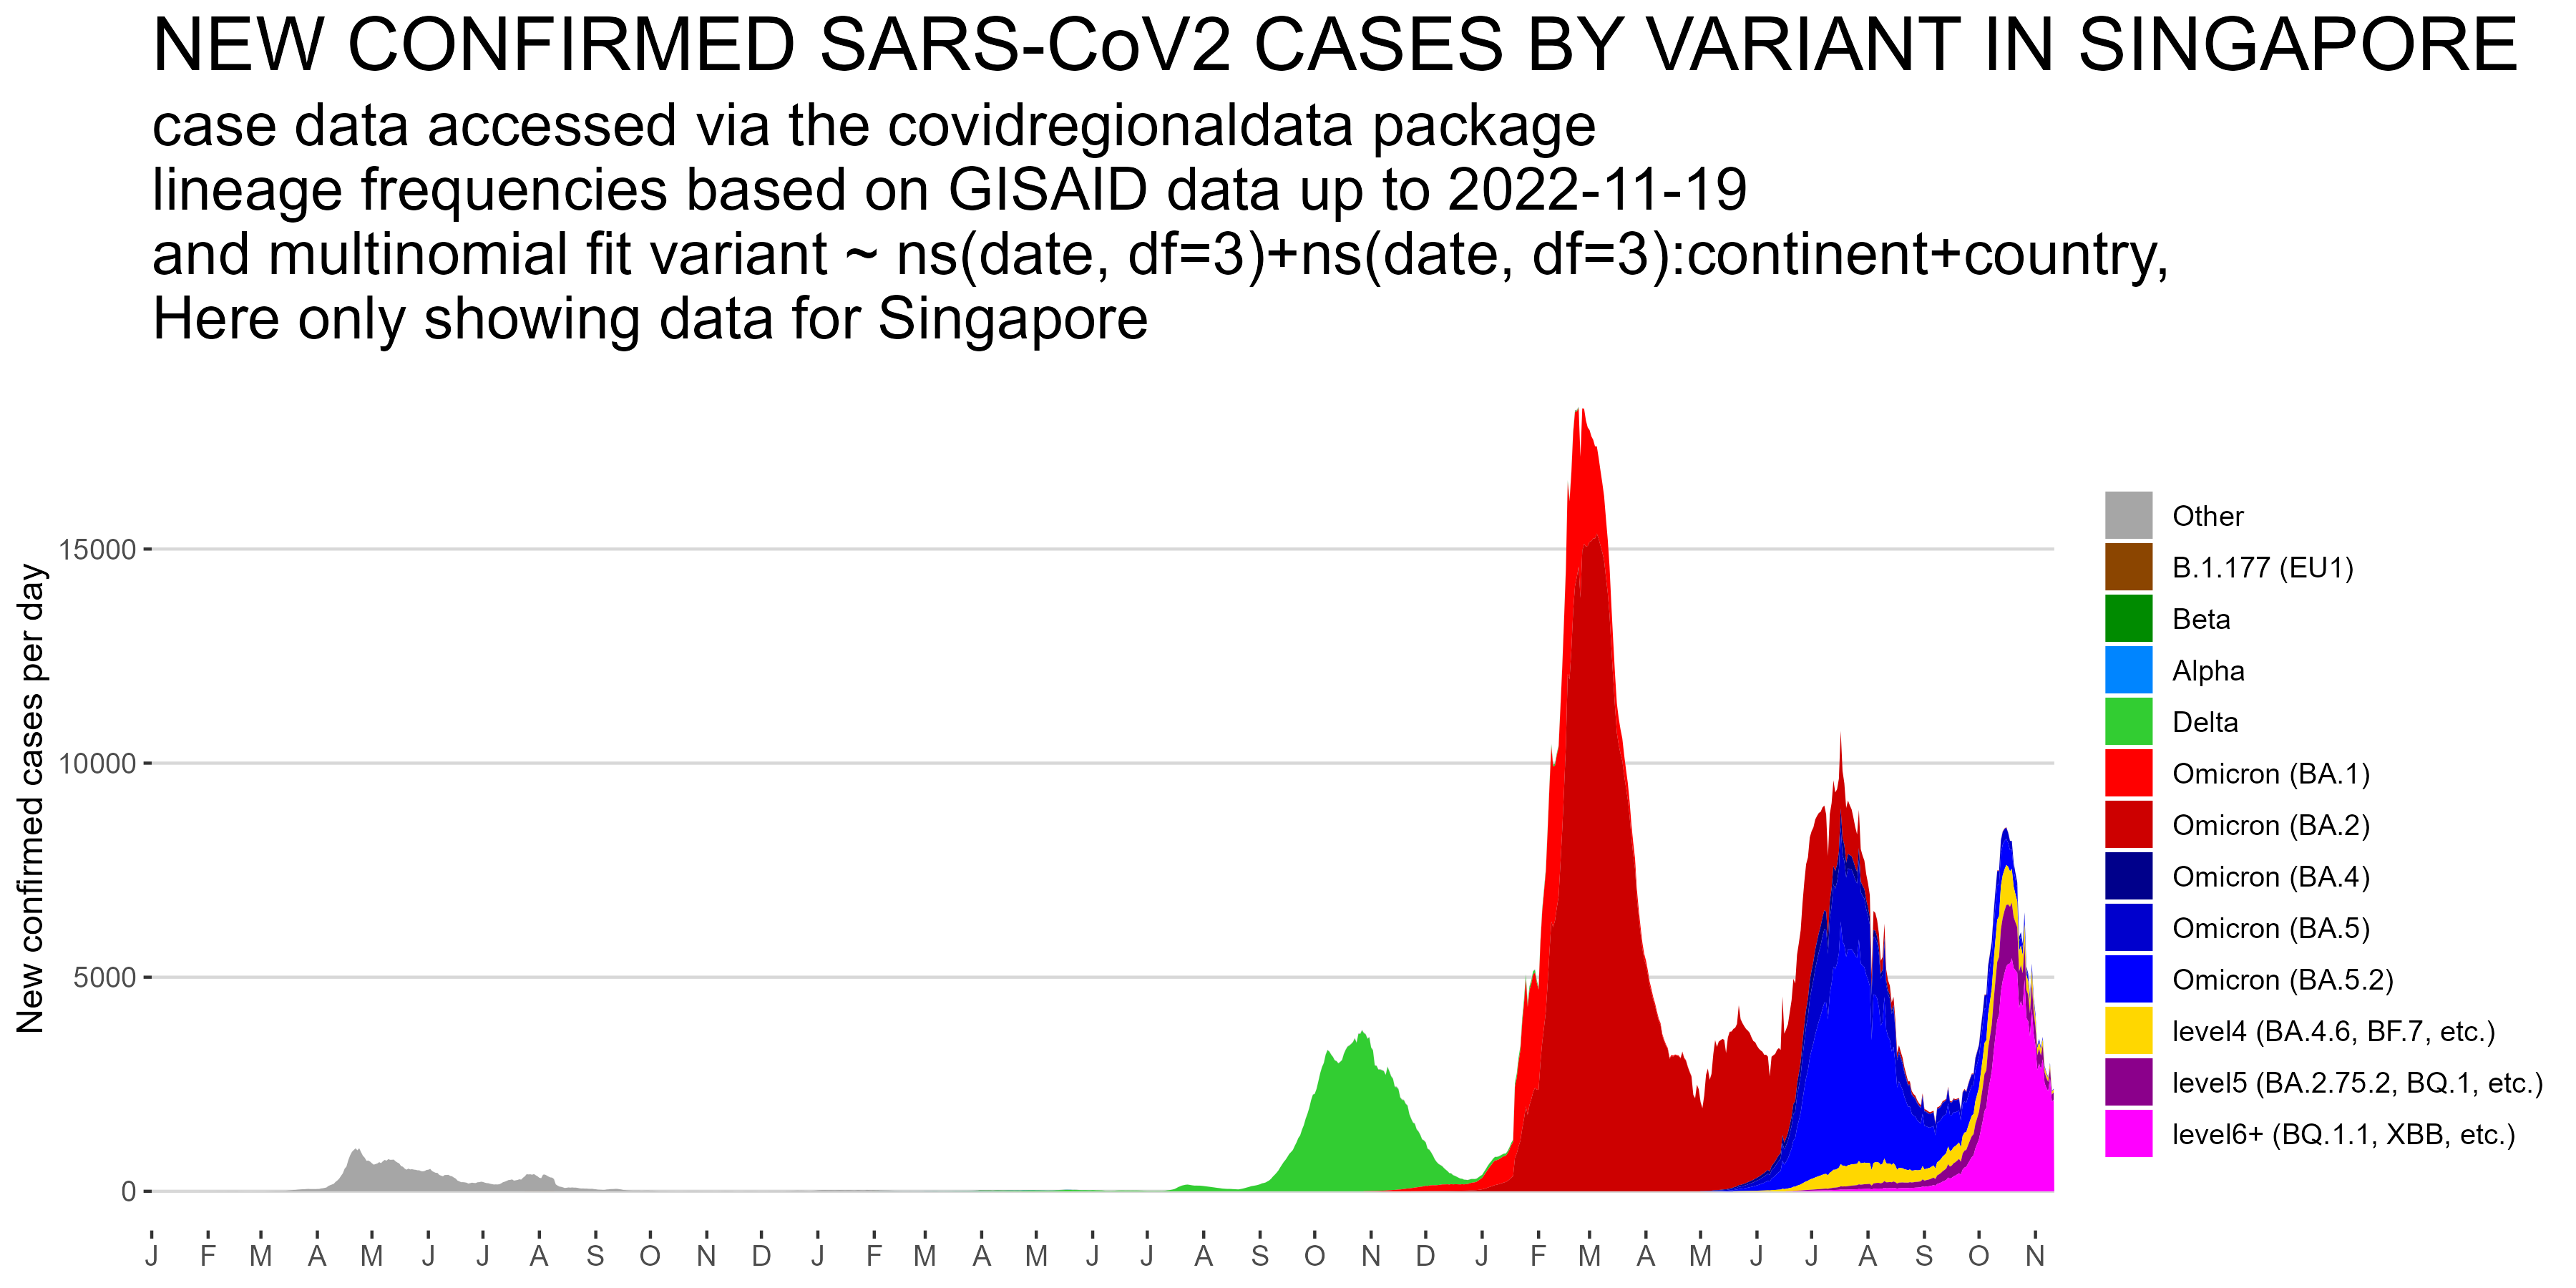 NEW CONFIRMED SARS-CoV2 CASES BY VARIANT IN SINGAPORE
case data accessed via the covidregionaldata package
lineage frequencies based on GISAID data up to 2022-11-19
and multinomial fit variant ~ ns(date, df=3)+ns(date, df=3):continent+country,
Here only showing data for Singapore
New confirmed cases per day
15000
10000
5000
0
J F M A M J J A S O N D J F M A M J J A S O N D J F M A M J J A S O N
Other
B.1.177 (EU1)
Beta
Alpha
Delta
Omicron (BA.1)
Omicron (BA.2)
Omicron (BA.4)
Omicron (BA.5)
Omicron (BA.5.2)
level4 (BA.4.6, BF.7, etc.)
level5 (BA.2.75.2, BQ.1, etc.)
level6+ (BQ.1.1, XBB, etc.)